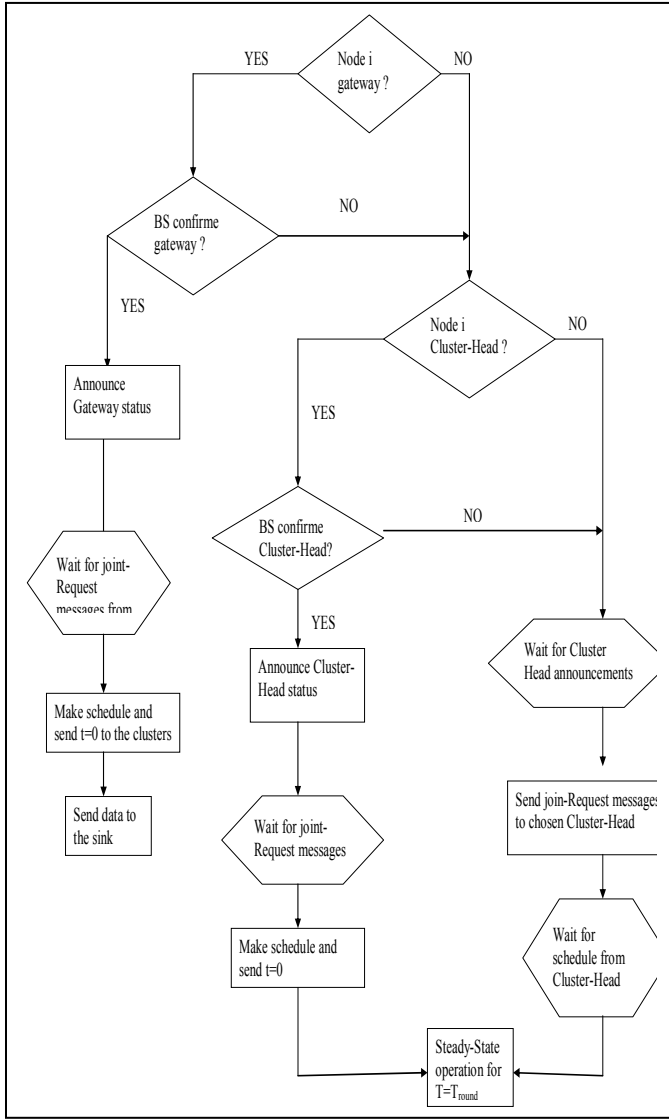 YES
Node i
gateway ?
NO
BS confirme
gateway ?
NO
YES
Node i
Cluster-Head ?
NO
Announce
Gateway status
YES
BS confirme
Cluster-Head?
NO
Wait for joint-
Request
messages from
YES
Announce Cluster-
Head status
Wait for Cluster
Head announcements
Make schedule and
send t=0 to the clusters
Send data to
the sink
Wait for joint-
Request messages
Send join-Request messages
to chosen Cluster-Head
Make schedule and
send t=0
Wait for
schedule from
Cluster-Head
Steady-State
operation for
T=Tround